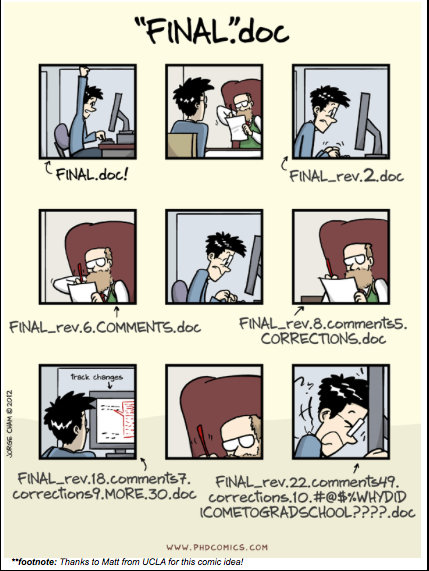 "FINAL".doc
FINAL.doc!
FINAL_rev.2.doc
FINAL_rev.6.COMMENTS.doc
FINAL_rev.8.comments5.
CORRECTIONS.doc
track changes
FINAL_rev.18.comments7.
corrections9.MORE.30.doc
FINAL_rev.22.comments49.
corrections.10.#@$%WHYDID
ICOMETOGRADSCHOOL????.doc
JORGE CHAM © 2012
WWW.PHDCOMICS.COM
**footnote: Thanks to Matt from UCLA for this comic idea!